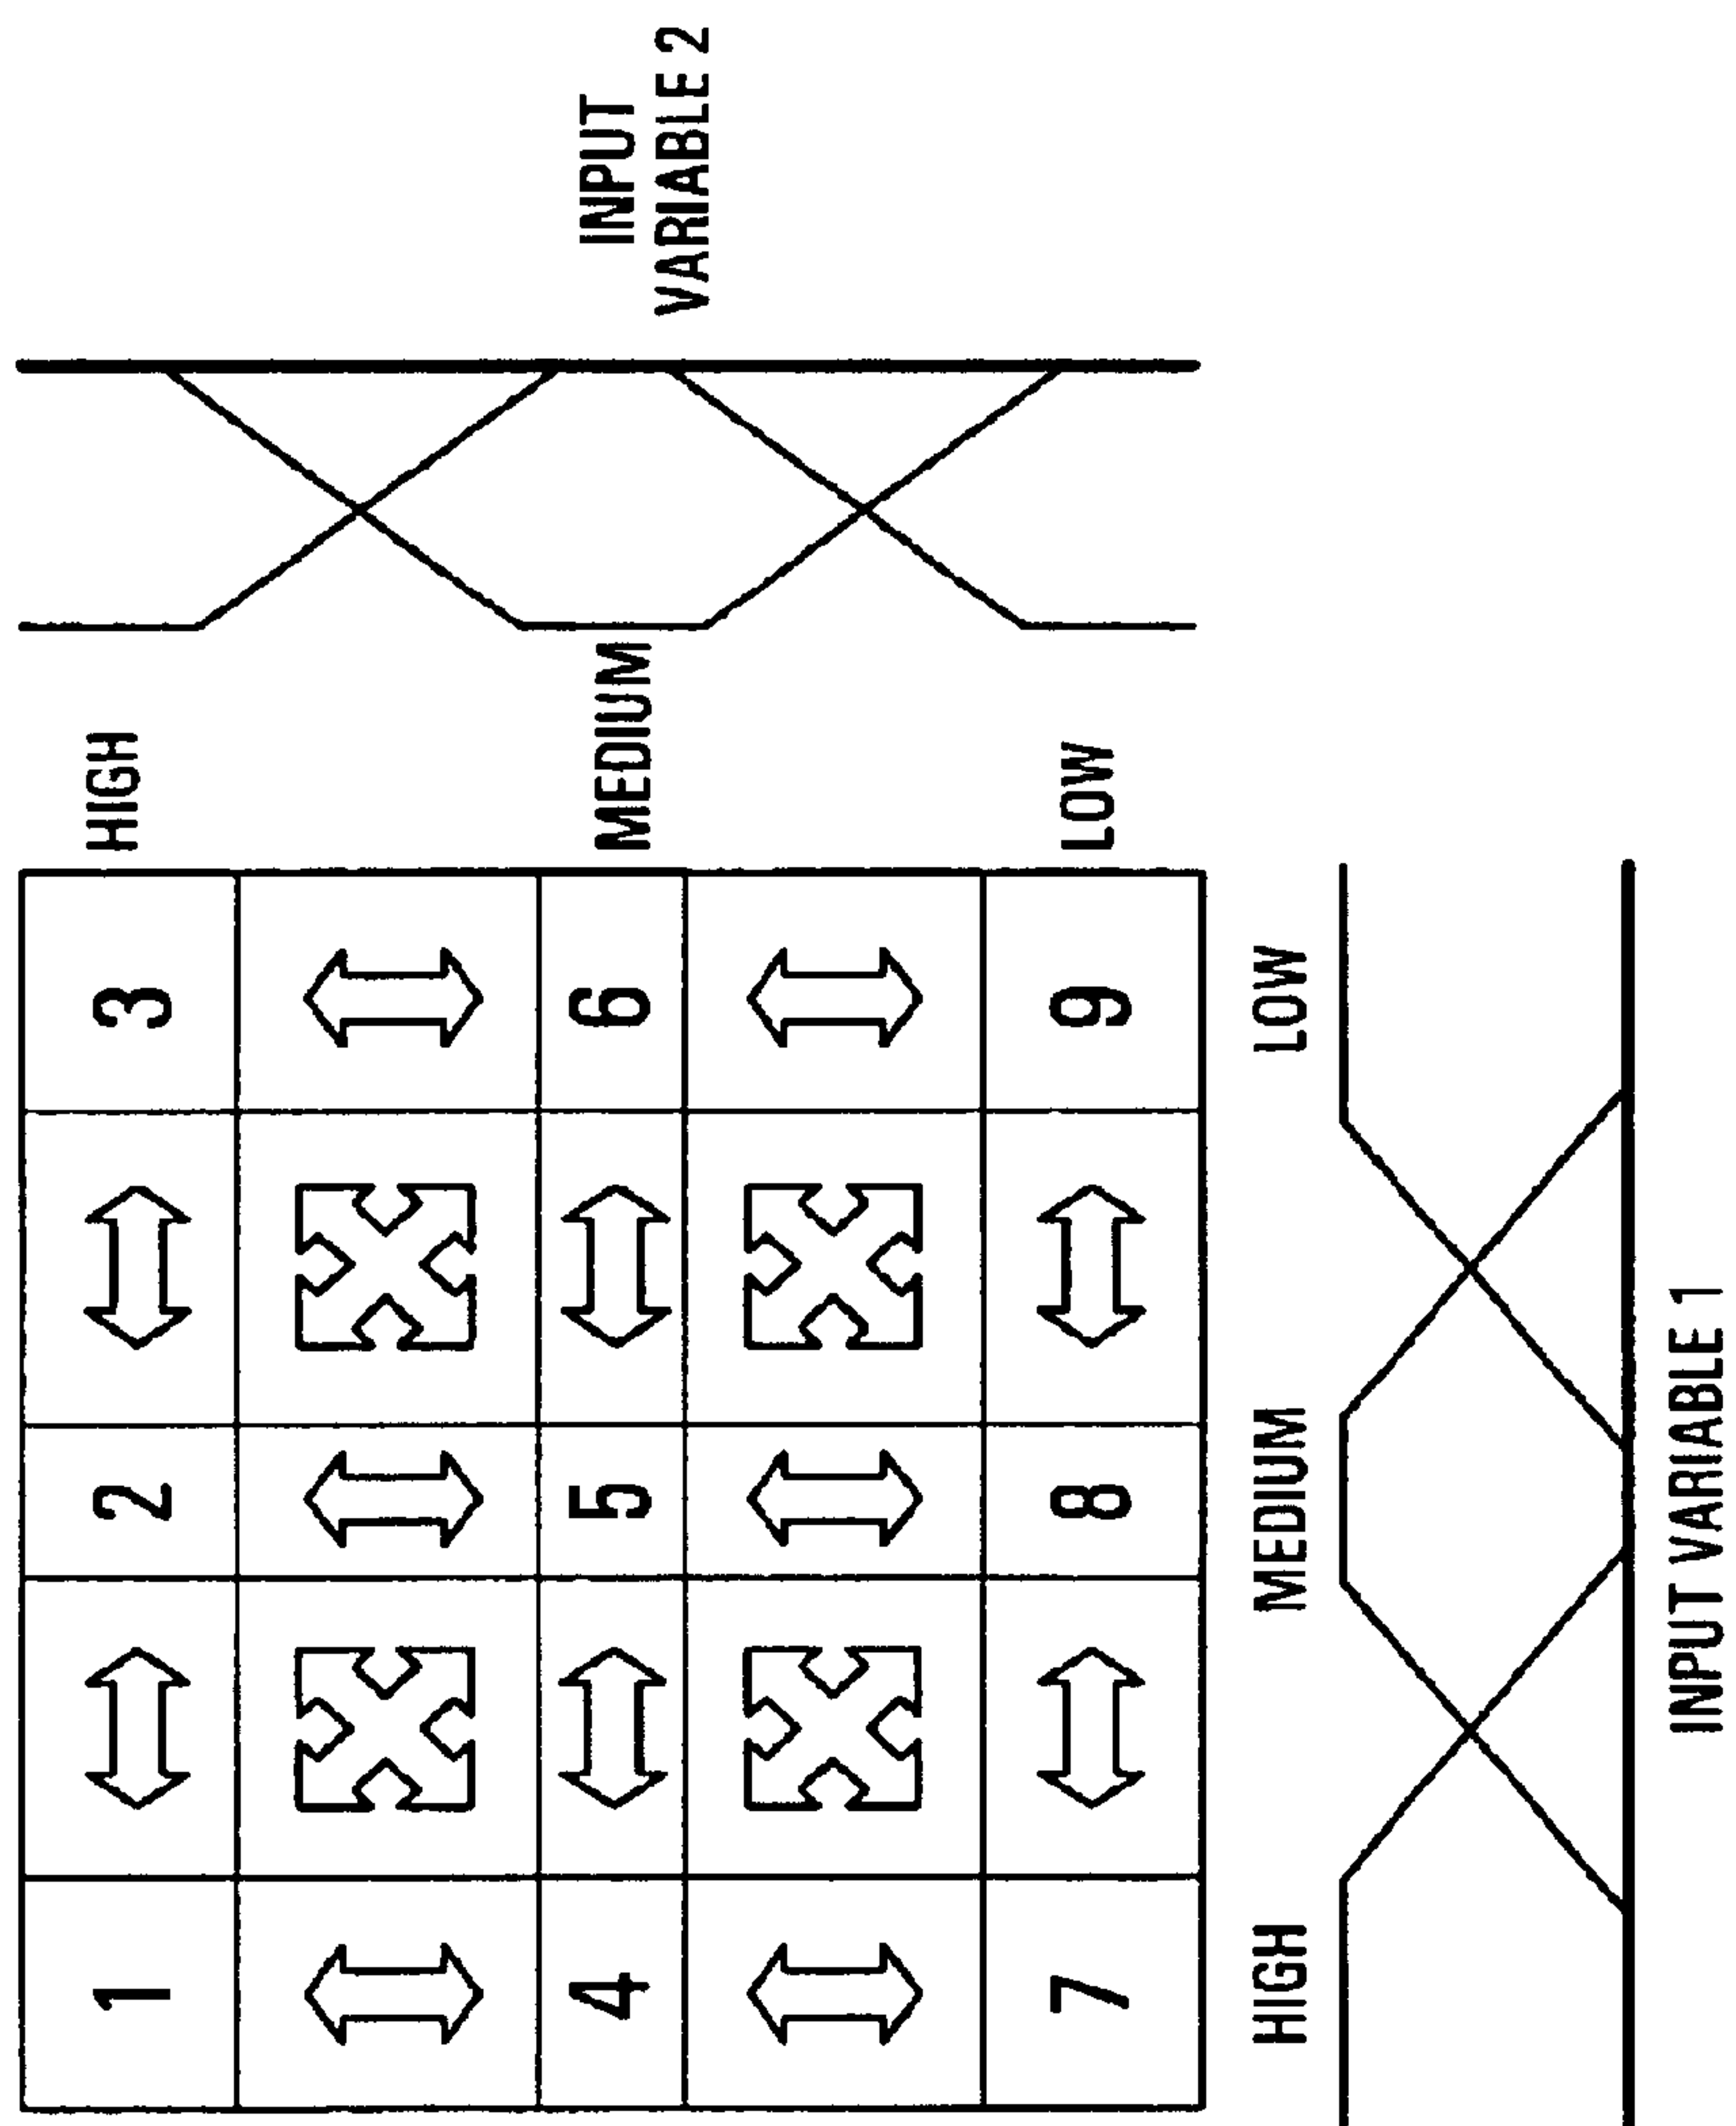 1 2 3 HIGH
4 5 6 MEDIUM
INPUT
VARIABLE 2
7 8 9 LOW
HIGH MEDIUM LOW
INPUT VARIABLE 1